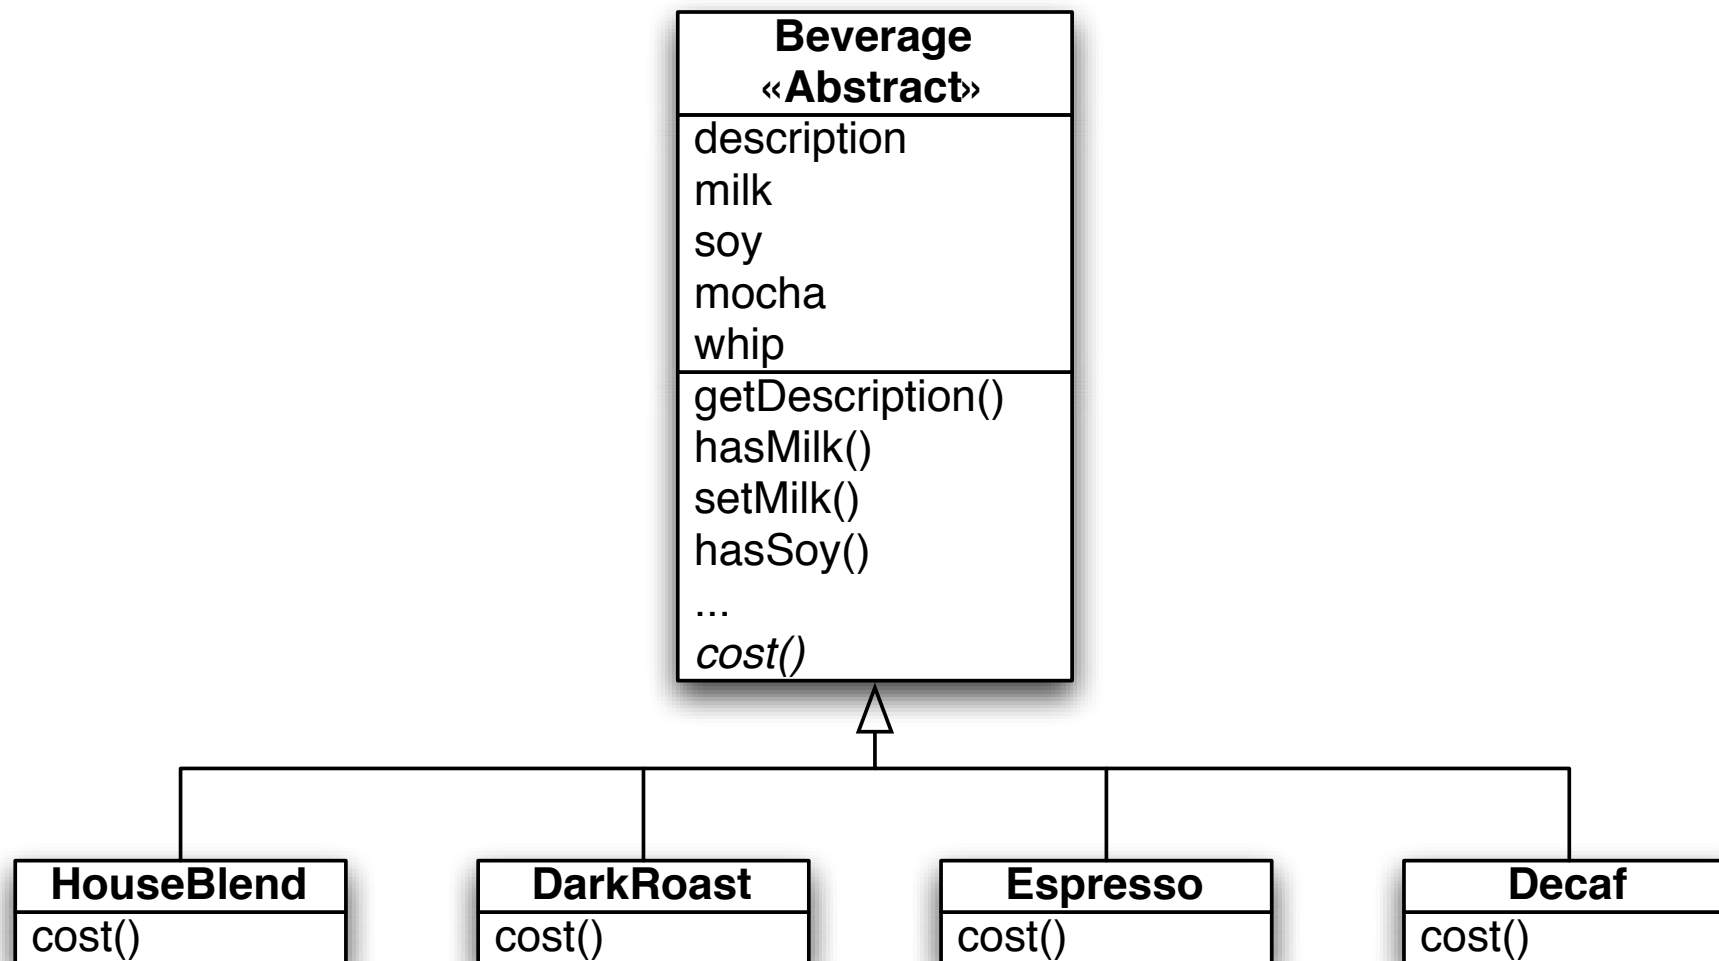 Beverage
«Abstract»
description
milk
soy
mocha
whip
getDescription()
hasMilk()
setMilk()
hasSoy()
...
cost()
HouseBlend
cost()
DarkRoast
cost()
Espresso
cost()
Decaf
cost()